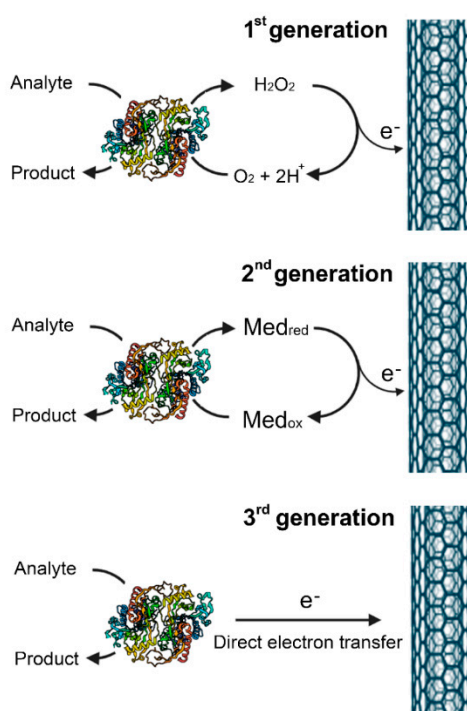 1st generation
Analyte
H2O2
e-
Product
O2 + 2H+
2nd generation
Analyte
Medred
e-
Product
Medox
3rd generation
Analyte
e-
Direct electron transfer
Product